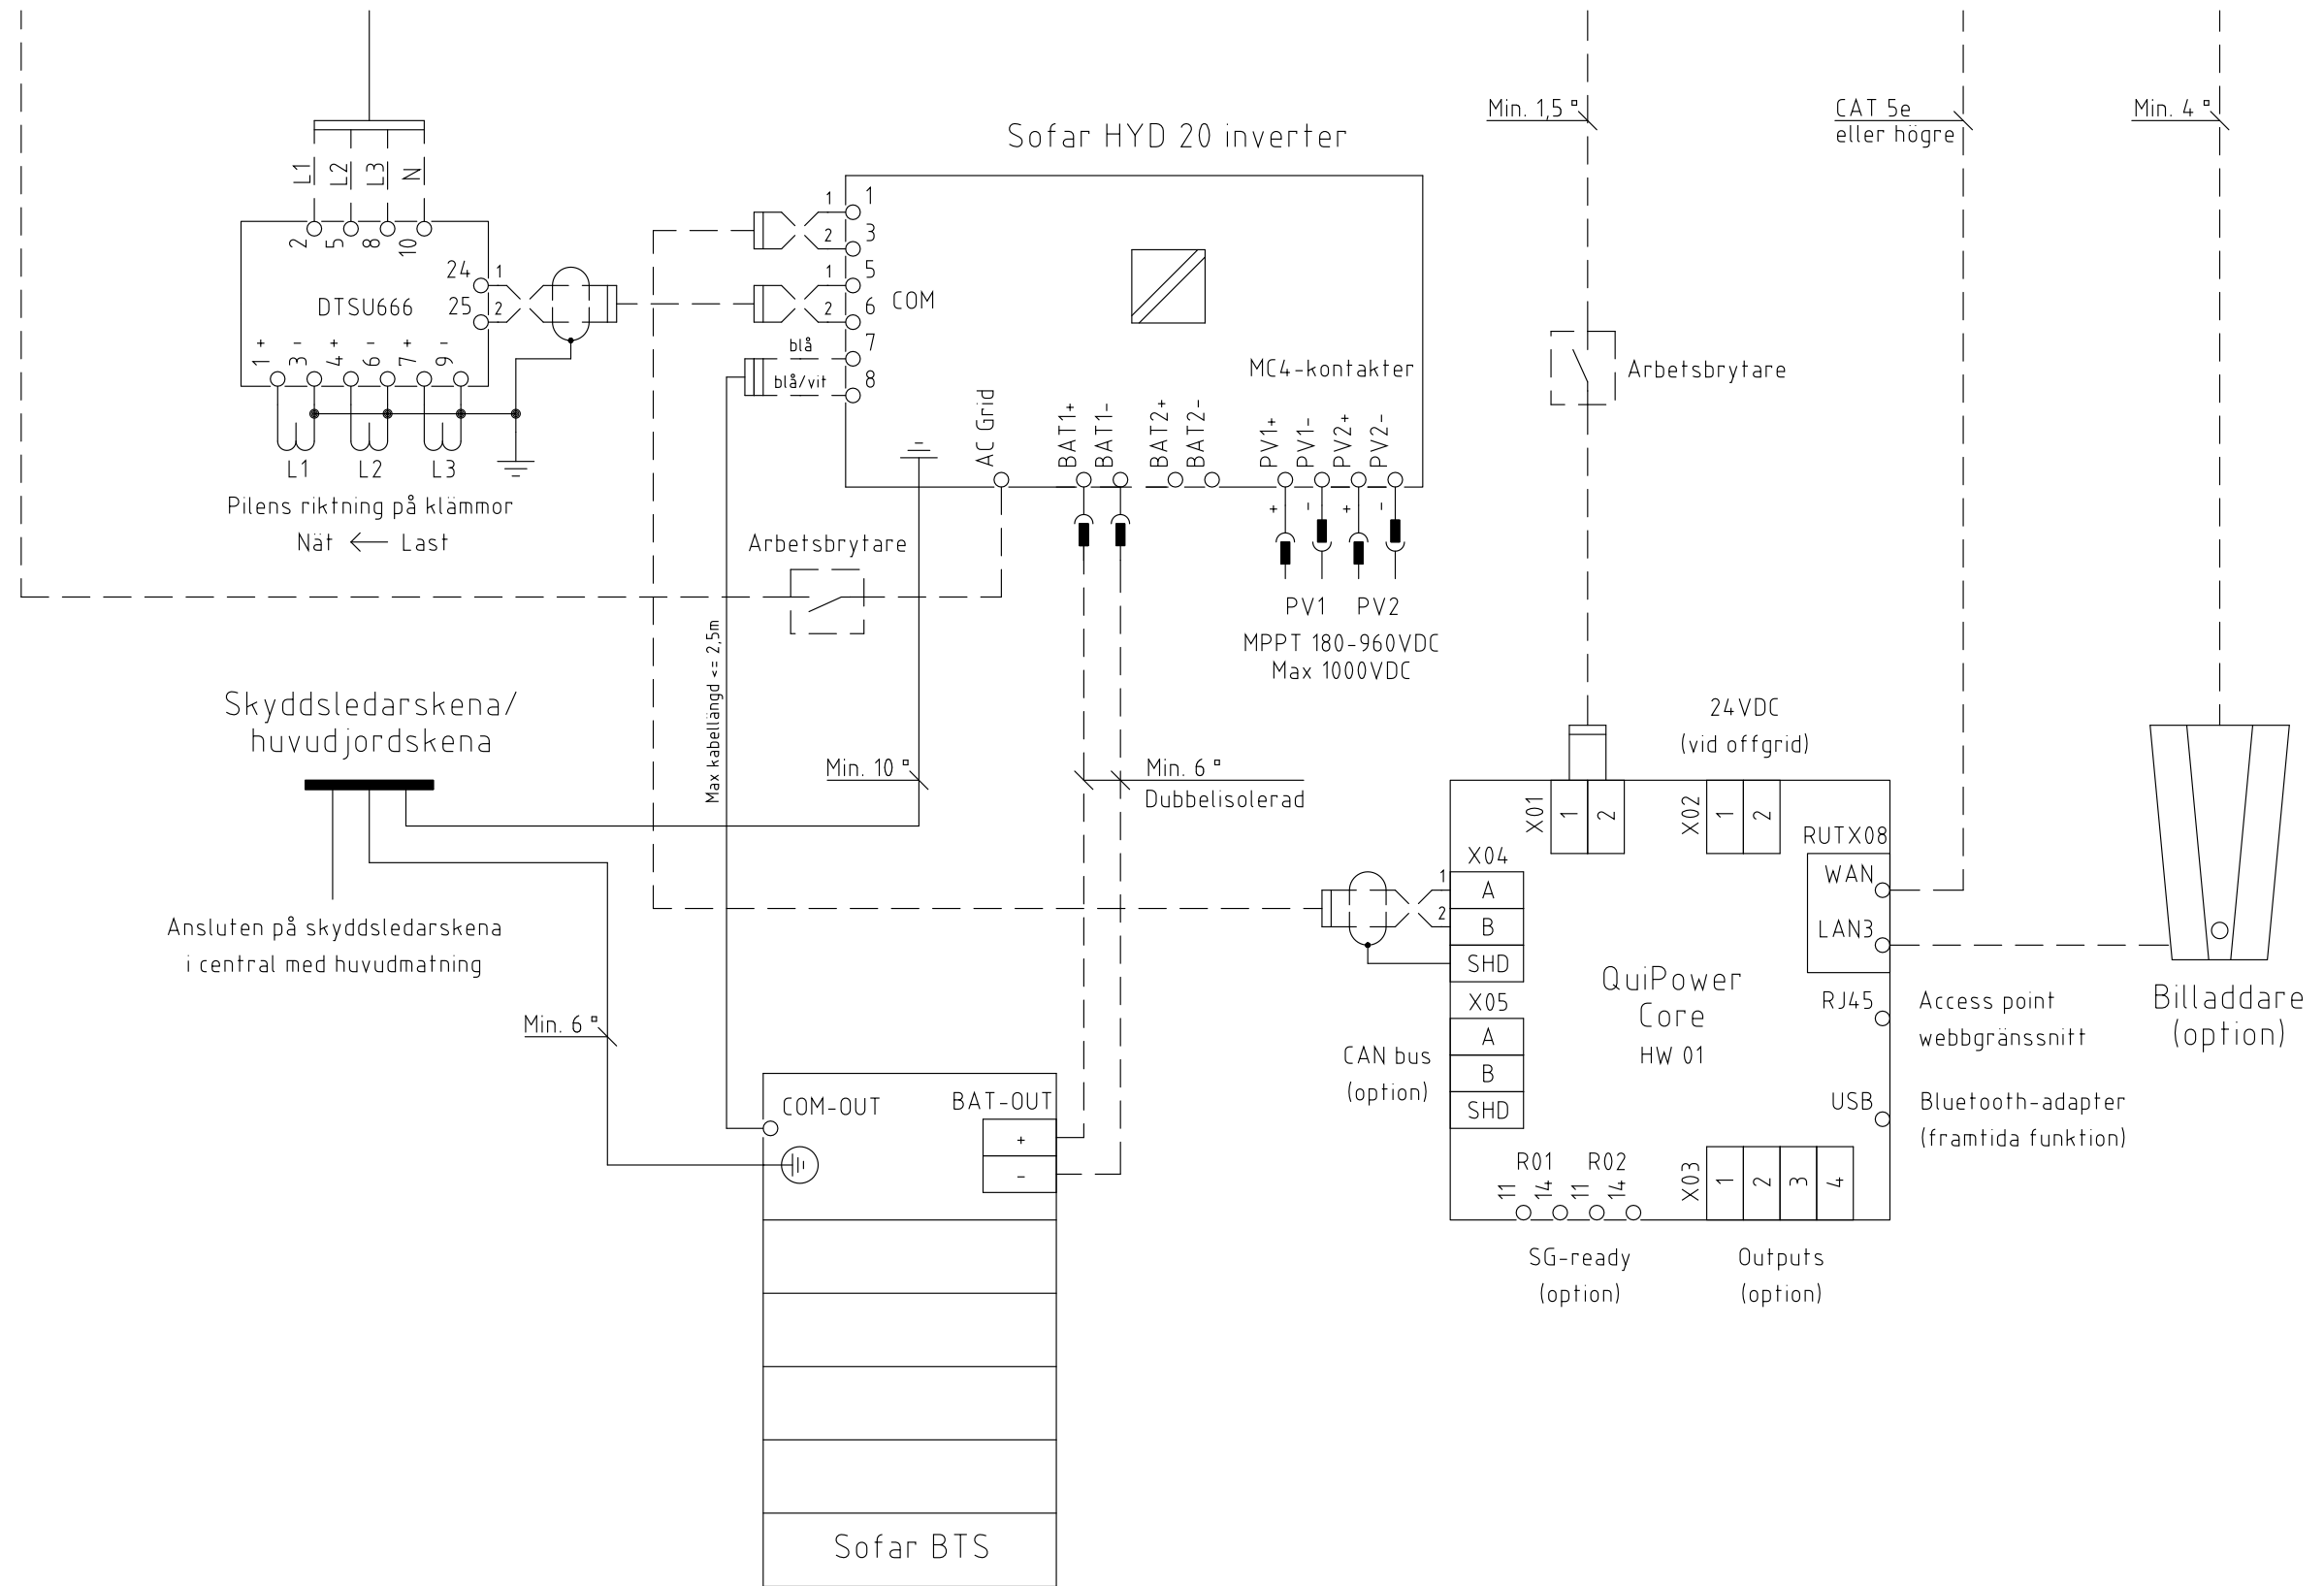 Min. 1,5 ▫
CAT 5e
eller högre
Min. 4 ▫
Sofar HYD 20 inverter
L1
L2
L3
N
2
5
8
10
24
1
25
2
DTSU666
1 +
3 -
4 +
6 -
7 +
9 -
L1
L2
L3
Pilens riktning på klämmor
Nät ← Last
1
1
2
3
1
5
2
6
COM
blå
7
blå/vit
8
MC4-kontakter
AC Grid
BAT1+
BAT1-
BAT2+
BAT2-
PV1+
PV1-
PV2+
PV2-
+
-
+
-
PV1
PV2
MPPT 180-960VDC
Max 1000VDC
Arbetsbrytare
Arbetsbrytare
Max kabellängd <= 2,5m
Skyddsledarskena/
huvudjordskena
Ansluten på skyddsledarskena
i central med huvudmatning
Min. 10 ▫
Min. 6 ▫
Dubbelisolerad
Min. 6 ▫
COM-OUT
BAT-OUT
+
-
Sofar BTS
24VDC
(vid offgrid)
X01
1
2
X02
1
2
RUTX08
WAN
LAN3
X04
1
A
2
B
SHD
X05
A
B
SHD
CAN bus
(option)
QuiPower
Core
HW 01
RJ45
Access point
webbgränssnitt
USB
Bluetooth-adapter
(framtida funktion)
R01
R02
11
14
11
14
X03
1
2
3
4
SG-ready
(option)
Outputs
(option)
Billaddare
(option)